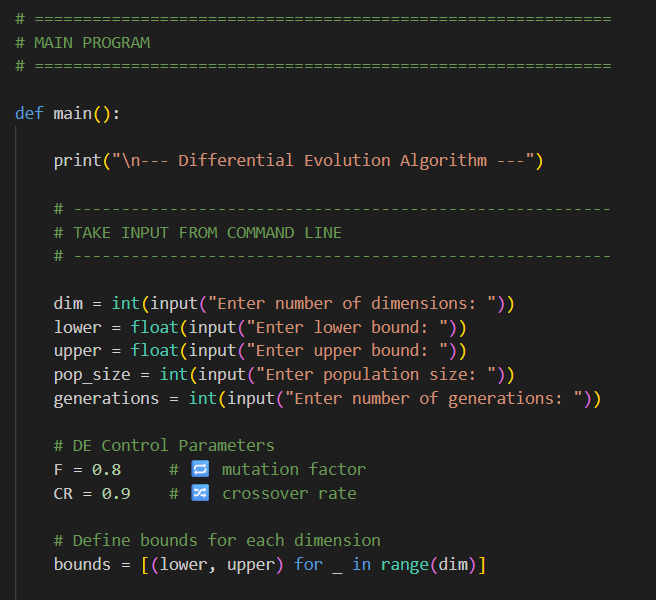 # ============================================================
# MAIN PROGRAM
# ============================================================
def main():
print("\n--- Differential Evolution Algorithm ---")
# --------------------------------------------------------
# TAKE INPUT FROM COMMAND LINE
# --------------------------------------------------------
dim = int(input("Enter number of dimensions: "))
lower = float(input("Enter lower bound: "))
upper = float(input("Enter upper bound: "))
pop_size = int(input("Enter population size: "))
generations = int(input("Enter number of generations: "))
# DE Control Parameters
F = 0.8     # 🔁 mutation factor
CR = 0.9    # 🔀 crossover rate
# Define bounds for each dimension
bounds = [(lower, upper) for _ in range(dim)]